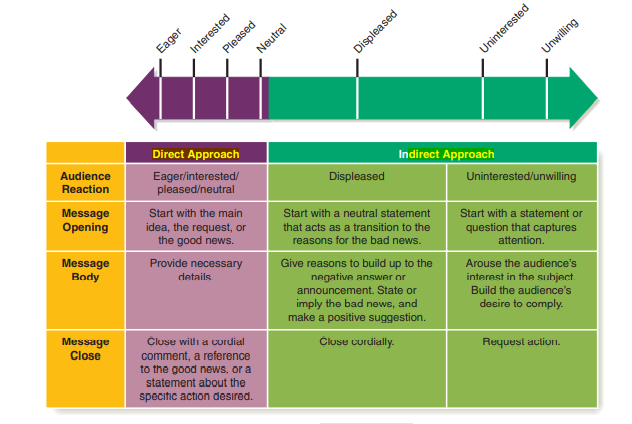 Eager
Interested
Pleased
Neutral
Displeased
Uninterested
Unwilling
Direct Approach
Indirect Approach
Audience
Reaction
Eager/interested/
pleased/neutral
Displeased
Uninterested/unwilling
Message
Opening
Start with the main
idea, the request, or
the good news.
Start with a neutral statement
that acts as a transition to the
reasons for the bad news.
Start with a statement or
question that captures
attention.
Message
Body
Provide necessary
details.
Give reasons to build up to the
negative answer or
announcement. State or
imply the bad news, and
make a positive suggestion.
Arouse the audience's
interest in the subject.
Build the audience's
desire to comply.
Message
Close
Close with a cordial
comment, a reference
to the good news, or a
statement about the
specific action desired.
Close cordially.
Request action.